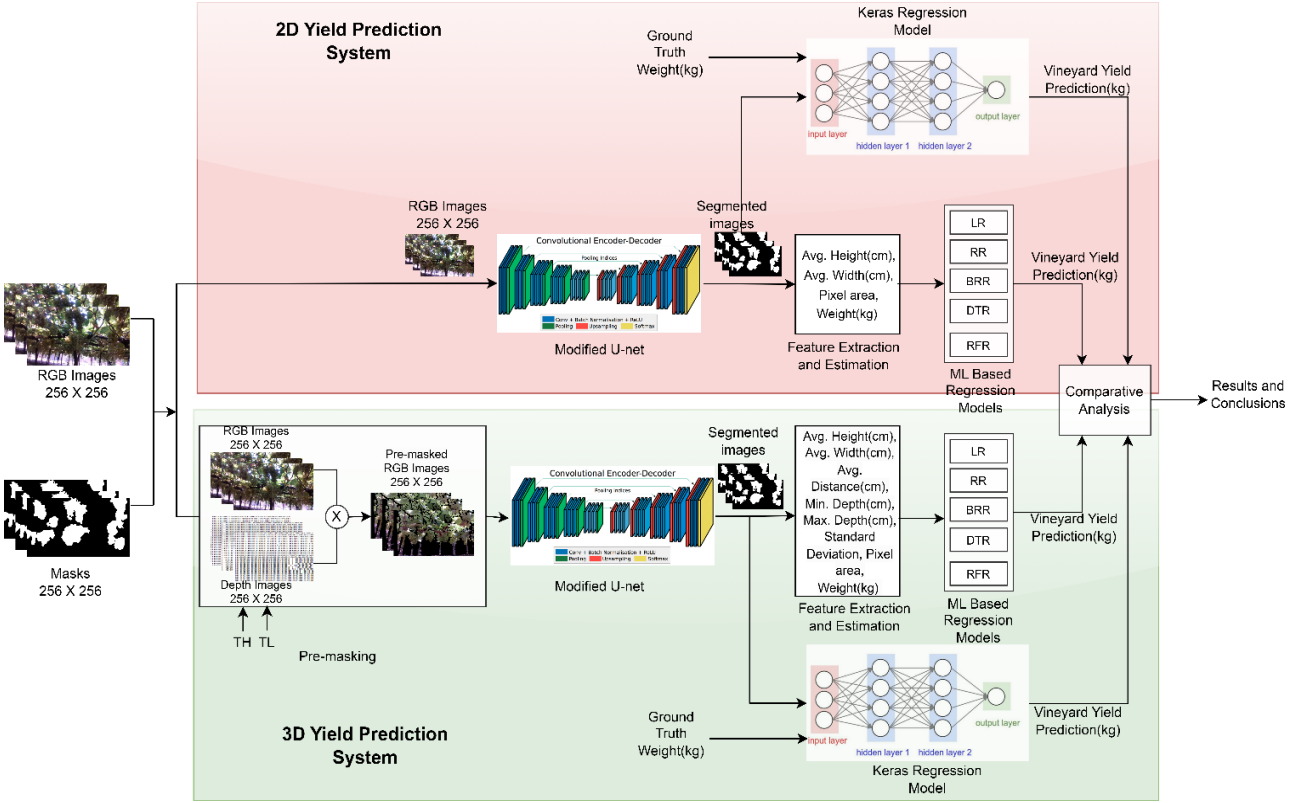 2D Yield Prediction
System
Ground
Truth
Weight(kg)
Keras Regression
Model
input layer
hidden layer 1
hidden layer 2
output layer
Vineyard Yield
Prediction(kg)
RGB Images
256 X 256
Convolutional Encoder-Decoder
Pooling Indices
Conv + Batch Normalisation + ReLU
Pooling
Upsampling
Softmax
Modified U-net
Segmented
images
Avg. Height(cm),
Avg. Width(cm),
Pixel area,
Weight(kg)
Feature Extraction
and Estimation
LR
RR
BRR
DTR
RFR
ML Based
Regression
Models
Vineyard Yield
Prediction(kg)
RGB Images
256 X 256
Masks
256 X 256
Comparative
Analysis
Results and
Conclusions
RGB Images
256 X 256
Depth Images
256 X 256
TH
TL
X
Pre-masked
RGB Images
256 X 256
Pre-masking
Convolutional Encoder-Decoder
Pooling Indices
Conv + Batch Normalisation + ReLU
Pooling
Upsampling
Softmax
Modified U-net
Segmented
images
Avg. Height(cm),
Avg. Width(cm),
Avg.
Distance(cm),
Min. Depth(cm),
Max. Depth(cm),
Standard
Deviation, Pixel
area,
Weight(kg)
Feature Extraction
and Estimation
LR
RR
BRR
DTR
RFR
ML Based
Regression
Models
Vineyard Yield
Prediction(kg)
3D Yield Prediction
System
Ground
Truth
Weight(kg)
input layer
hidden layer 1
hidden layer 2
output layer
Keras Regression
Model
Vineyard Yield
Prediction(kg)